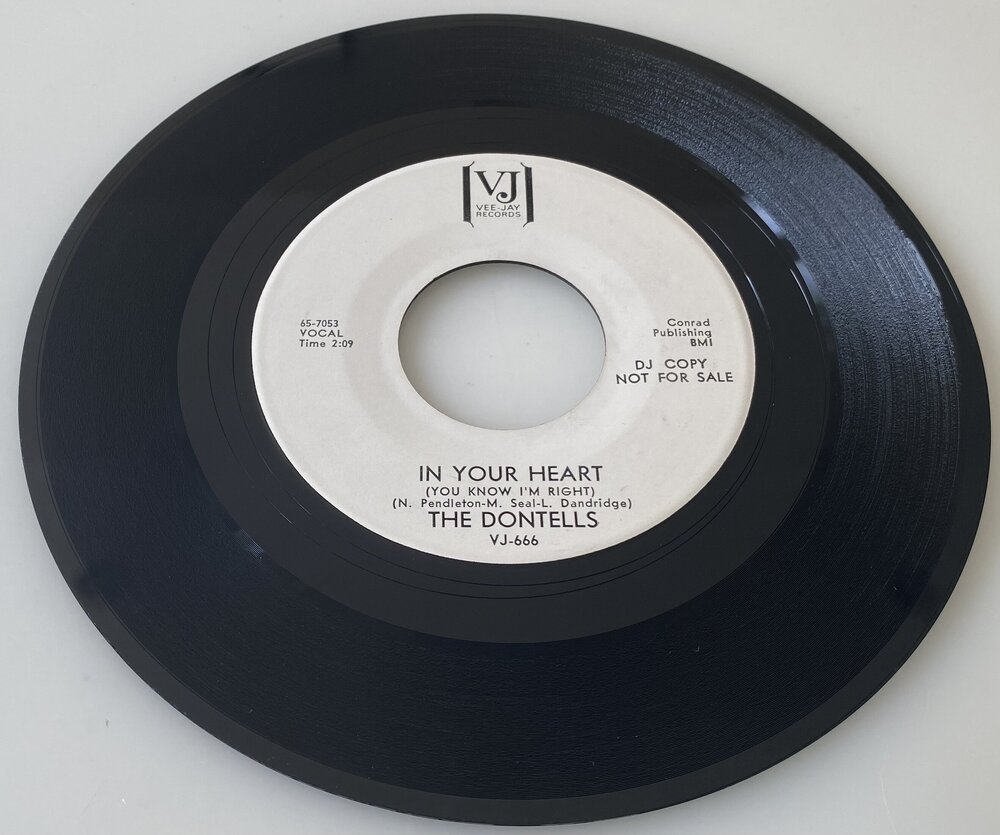 VJ
VEE-JAY
RECORDS
65-7053
VOCAL
Time 2:09
Conrad
Publishing
BMI
DJ COPY
NOT FOR SALE
IN YOUR HEART
(YOU KNOW I'M RIGHT)
(N. Pendleton-M. Seal-L. Dandridge)
THE DONTELLS
VJ-666